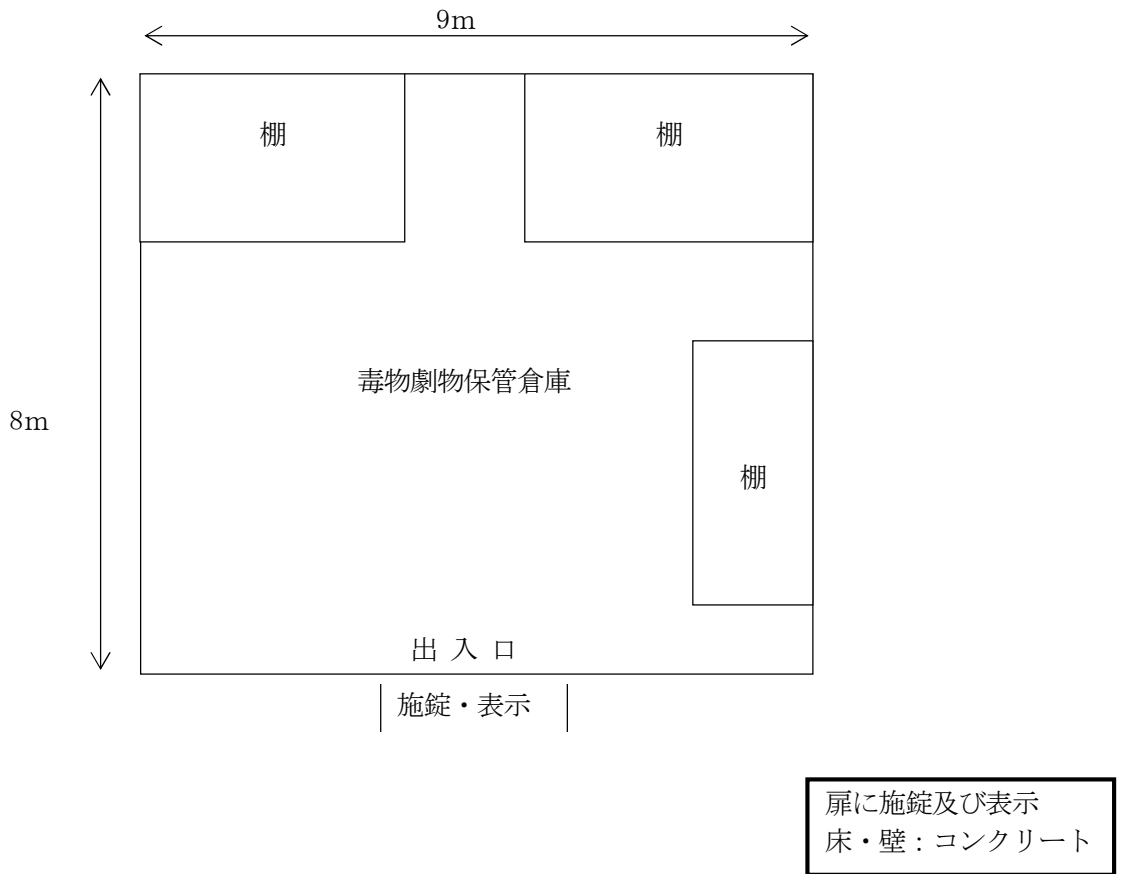 9m
棚
棚
毒物劇物保管倉庫
8m
棚
出 入 口
施錠・表示
扉に施錠及び表示
床・壁：コンクリート